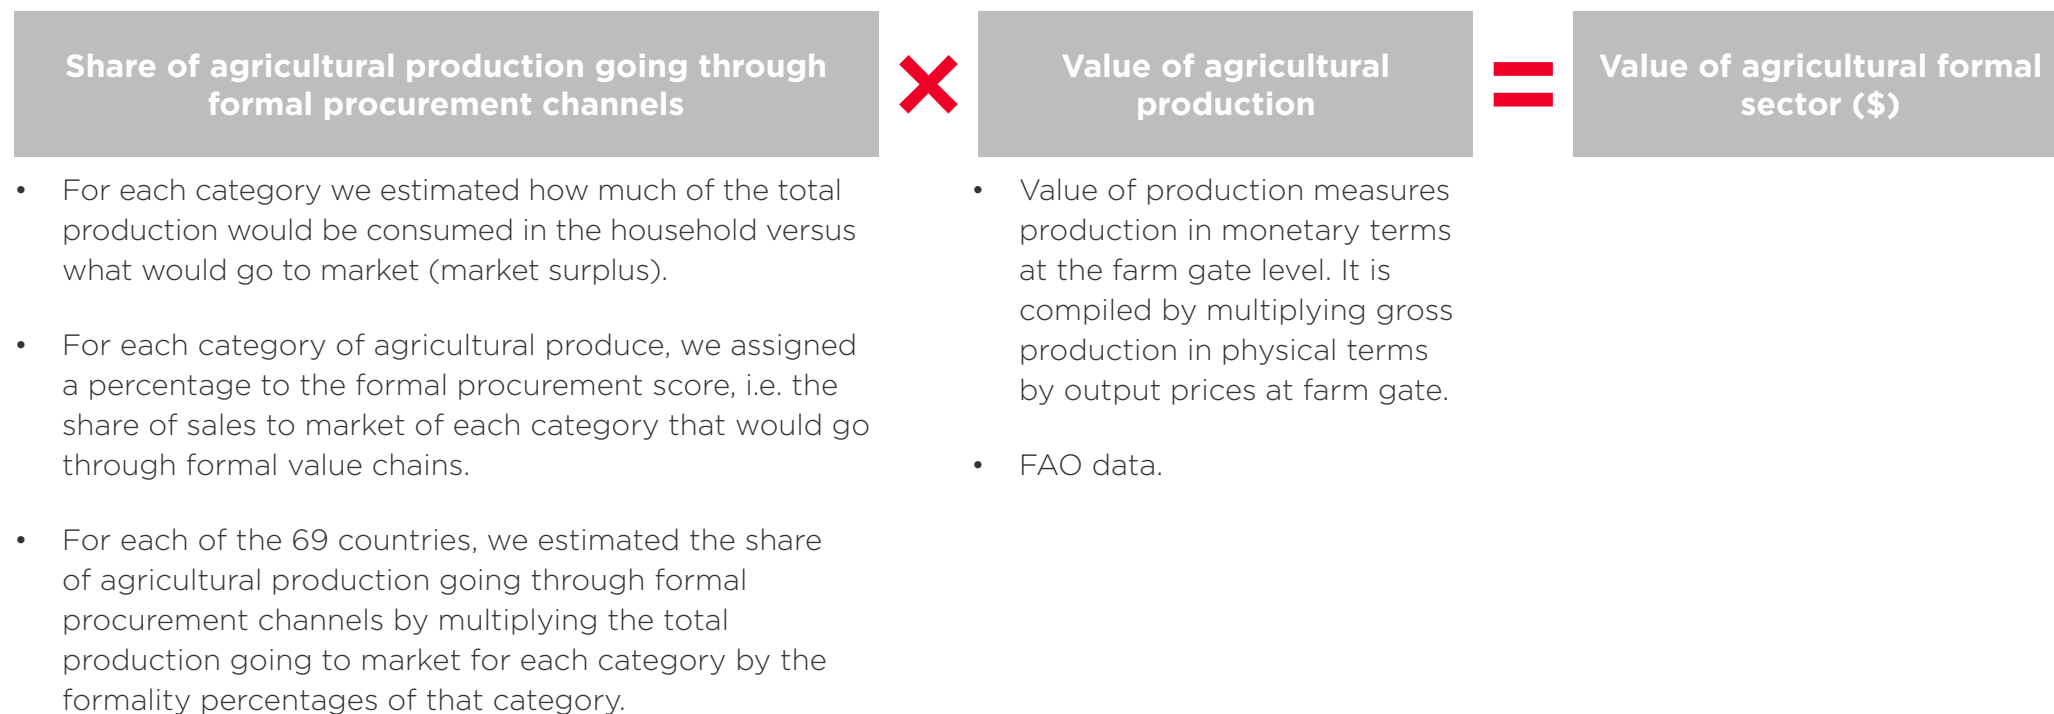 Share of agricultural production going through
formal procurement channels
×
Value of agricultural
production
=
Value of agricultural formal
sector ($)
• For each category we estimated how much of the total
production would be consumed in the household versus
what would go to market (market surplus).
• For each category of agricultural produce, we assigned
a percentage to the formal procurement score, i.e. the
share of sales to market of each category that would go
through formal value chains.
• For each of the 69 countries, we estimated the share
of agricultural production going through formal
procurement channels by multiplying the total
production going to market for each category by the
formality percentages of that category.
• Value of production measures
production in monetary terms
at the farm gate level. It is
compiled by multiplying gross
production in physical terms
by output prices at farm gate.
• FAO data.